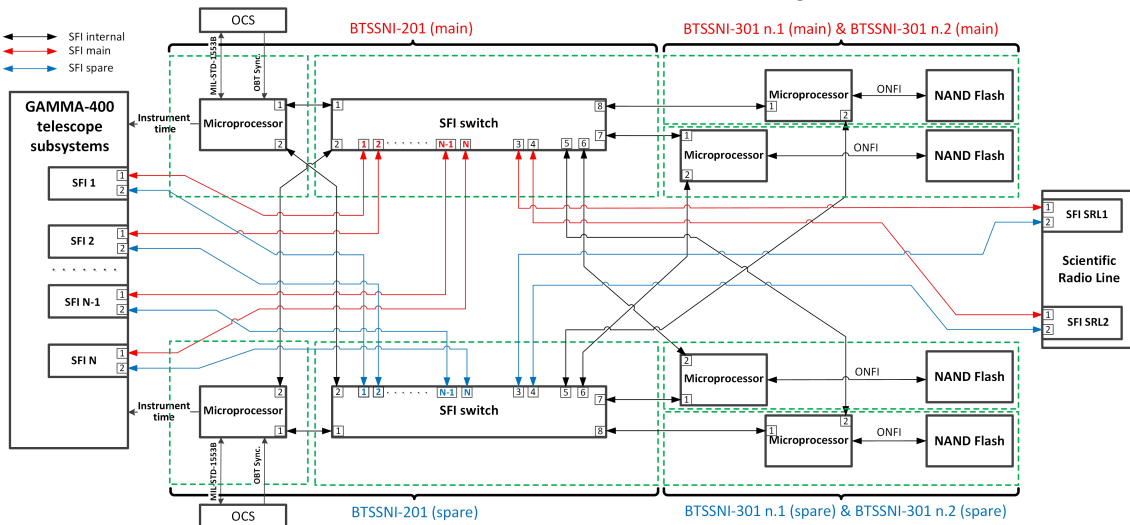 OCS
BTSSNI-201 (main)
BTSSNI-301 n.1 (main) & BTSSNI-301 n.2 (main)
SFI internal
SFI main
SFI spare
MIL-STD-1553B
OBT Sync.
GAMMA-400
telescope
subsystems
Instrument
time
Microprocessor
1
2
1
2
SFI switch
8
7
1
2
· · · · · ·
N-1
N
3
4
5
6
Microprocessor
1
2
ONFI
NAND Flash
Microprocessor
1
2
ONFI
NAND Flash
SFI 1
1
2
SFI 2
1
2
· · · · · ·
SFI N-1
1
2
SFI N
1
2
1
2
SFI SRL1
Scientific
Radio Line
1
2
SFI SRL2
Instrument
time
Microprocessor
2
1
2
1
SFI switch
1
2
· · · · · ·
N-1
N
3
4
5
6
7
8
2
Microprocessor
1
ONFI
NAND Flash
2
1
Microprocessor
ONFI
NAND Flash
MIL-STD-1553B
OBT Sync.
OCS
BTSSNI-201 (spare)
BTSSNI-301 n.1 (spare) & BTSSNI-301 n.2 (spare)